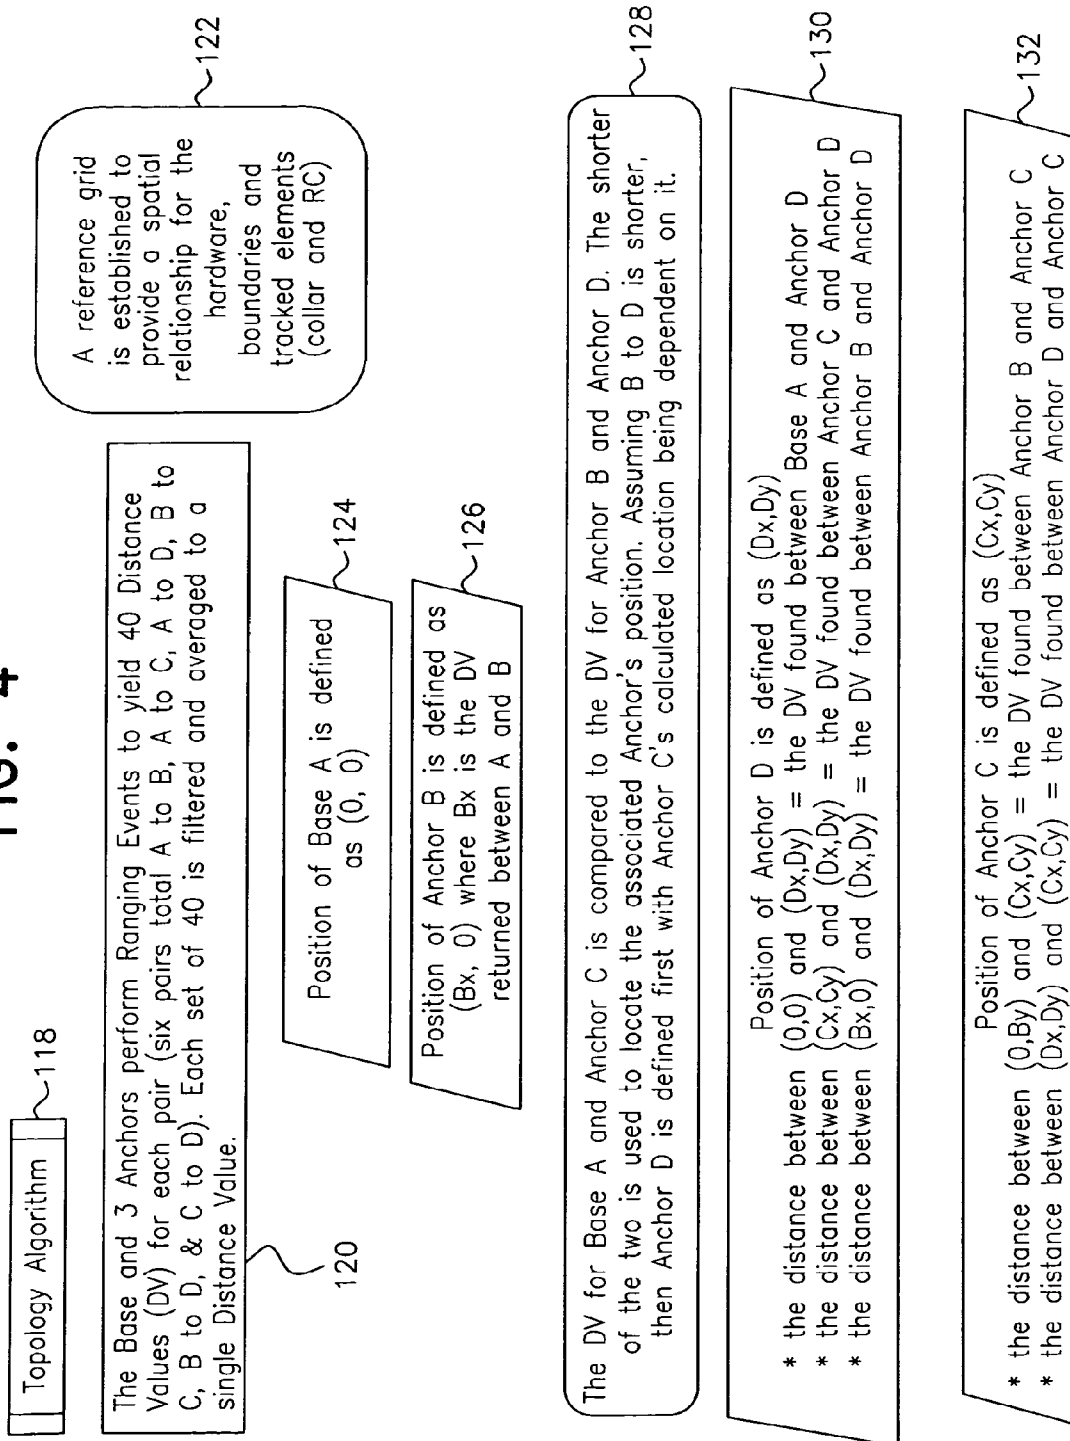 FIG. 4
Topology Algorithm
118
The Base and 3 Anchors perform Ranging Events to yield 40 Distance
Values (DV) for each pair (six pairs total A to B, A to C, A to D, B to
C, B to D, & C to D). Each set of 40 is filtered and averaged to a
single Distance Value.
120
A reference grid
is established to
provide a spatial
relationship for the
hardware,
boundaries and
tracked elements
(collar and RC)
122
Position of Base A is defined
as (0, 0)
124
Position of Anchor B is defined as
(Bx, 0) where Bx is the DV
returned between A and B
126
The DV for Base A and Anchor C is compared to the DV for Anchor B and Anchor D. The shorter
of the two is used to locate the associated Anchor's position. Assuming B to D is shorter,
then Anchor D is defined first with Anchor C's calculated location being dependent on it.
128
Position of Anchor D is defined as (Dx,Dy)
* the distance between (0,0) and (Dx,Dy) = the DV found between Base A and Anchor D
* the distance between (Cx,Cy) and (Dx,Dy) = the DV found between Anchor C and Anchor D
* the distance between (Bx,0) and (Dx,Dy) = the DV found between Anchor B and Anchor D
130
Position of Anchor C is defined as (Cx,Cy)
* the distance between (0,By) and (Cx,Cy) = the DV found between Anchor B and Anchor C
* the distance between (Dx,Dy) and (Cx,Cy) = the DV found between Anchor D and Anchor C
132